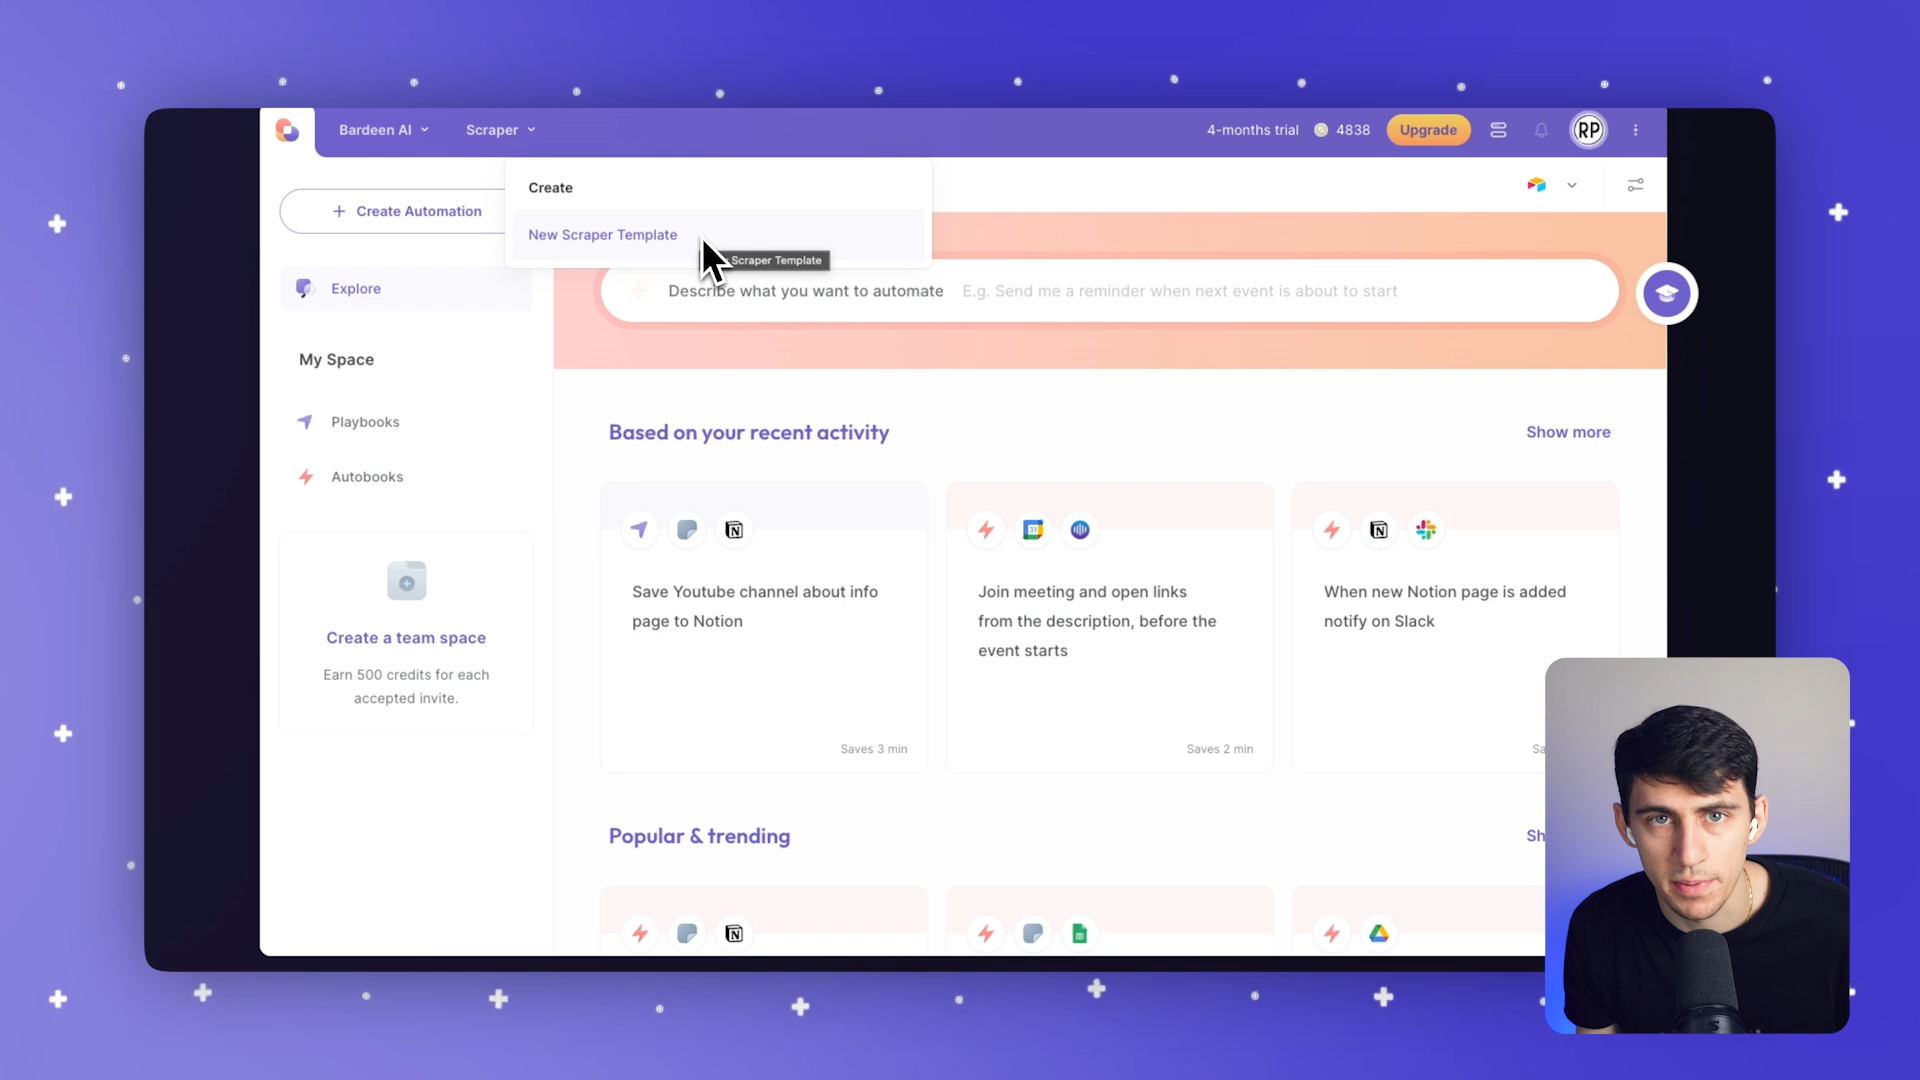 Bardeen AI
Scraper
4-months trial
4838
Upgrade
RP
Create
New Scraper Template
Scraper Template
Create Automation
Describe what you want to automate
E.g. Send me a reminder when next event is about to start
Explore
My Space
Playbooks
Autobooks
Create a team space
Earn 500 credits for each
accepted invite.
Based on your recent activity
Show more
Save Youtube channel about info
page to Notion
Saves 3 min
31
Join meeting and open links
from the description, before the
event starts
Saves 2 min
When new Notion page is added
notify on Slack
Sa
Popular & trending
Sh